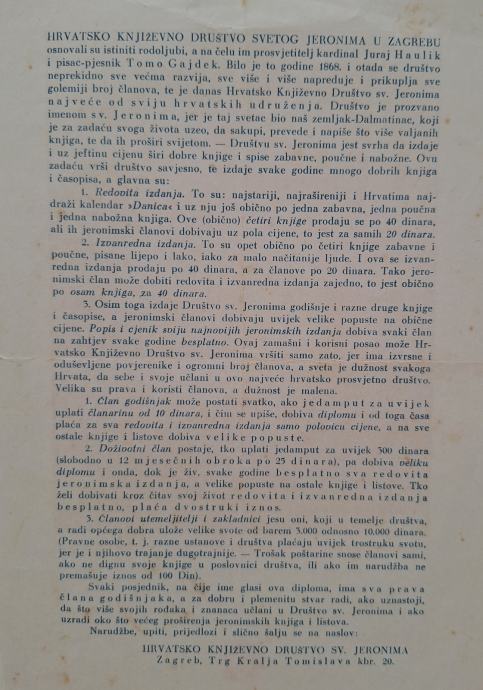 HRVATSKO KNJIŽEVNO DRUŠTVO SVETOG JERONIMA U ZAGREBU
osnovali su istiniti rodoljubi, a na čelu im prosvjetitelj kardinal Juraj Haulik
i pisac-pjesnik Tomo Gajdek. Bilo je to godine 1868. i otada se društvo
neprekidno sve većma razvija, sve više i više napreduje i prikuplja sve
golemiji broj članova, te je danas Hrvatsko Književno Društvo sv. Jeronima
najveće od sviju hrvatskih udruženja. Društvo je prozvano
imenom sv. Jeronima, jer je taj svetac bio naš zemljak-Dalmatinac, koji
je za zadaću svoga života uzeo, da sakupi, prevede i napiše što više valjanih
knjiga, te da ih proširi svijetom. — Društvu sv. Jeronima jest svrha da izdaje
i uz jeftinu cijenu širi dobre knjige i spise zabavne, poučne i nabožne. Ovu
zadaću vrši društvo savjesno, te izdaje svake godine mnogo dobrih knjiga
i časopisa, a glavna su:
1. Redovita izdanja. To su: najstariji, najrašireniji i Hrvatima naj-
draži kalendar »Danica« i uz nju još obično po jedna zabavna, jedna poučna
i jedna nabožna knjiga. Ove (obično) četiri knjige prodaju se po 40 dinara,
ali ih jeronimski članovi dobivaju uz pola cijene, to jest za samih 20 dinara.
2. Izvanredna izdanja. To su opet obično po četiri knjige zabavne i
poučne, pisane lijepo i lako, iako za malo načitanije ljude. I ova se izvan-
redna izdanja prodaju po 40 dinara, a za članove po 20 dinara. Tako jero-
nimski član može dobiti redovita i izvanredna izdanja zajedno, to jest obično
po osam knjiga, za 40 dinara.
3. Osim toga izdaje Društvo sv. Jeronima godišnje i razne druge knjige
i časopise, a jeronimski članovi dobivaju uvijek velike popuste na obične
cijene. Popis i cjenik sviju najnovijih jeronimskih izdanja dobiva svaki član
na zahtjev svake godine besplatno. Ovaj zamašni i korisni posao može Hr-
vatsko Književno Društvo sv. Jeronima vršiti samo zato, jer ima izvrsne i
oduševljene povjerenike i ogromni broj članova, a sveta je dužnost svakoga
Hrvata, da sebe i svoje učlani u ovo najveće hrvatsko prosvjetno društvo.
Velika su prava i koristi članova, a dužnost je malena.
1. Član godišnjak može postati svatko, ako jedamput za uvijek
uplati članarinu od 10 dinara, i čim se upiše, dobiva diplomu i od toga časa
plaća za sva redovita i izvanredna izdanja samo polovicu cijene, a na sve
ostale knjige i listove dobiva velike popuste.
2. Doživotni član postaje, tko uplati jedamput za uvijek 300 dinara
(slobodno u 12 mjesečnih obroka po 25 dinara), pa dobiva veliku
diplomu i onda, dok je živ, svake godine besplatno sva redovita
jeronimska izdanja, a velike popuste na ostale knjige i listove. Tko
želi dobivati kroz čitav svoj život redovita i izvanredna izdanja
besplatno, plaća dvostruki iznos.
3. Članovi utemeljitelji i zakladnici jesu oni, koji u temelje društva,
a radi općega dobra ulože velike svote od barem 3.000 odnosno 10.000 dinara.
(Pravne osobe, t. j. razne ustanove i društva plaćaju uvijek trostruku svotu,
jer je i njihovo trajanje dugotrajnije. — Trošak poštarine snose članovi sami,
ako ne dignu svoje knjige u poslovnici društva, ili ako im narudžba ne
premašuje iznos od 100 Din).
Svaki posjednik, na čije ime glasi ova diploma, ima sva prava
člana godišnjaka, a za dobru i plemenitu stvar radi, ako uznastoji,
da što više svojih rođaka i znanaca učlani u Društvo sv. Jeronima i ako
uzradi oko što većeg proširenja jeronimskih knjiga i listova.
Narudžbe, upiti, prijedlozi i slično šalju se na naslov:
HRVATSKO KNJIŽEVNO DRUŠTVO SV. JERONIMA
Zagreb, Trg Kralja Tomislava kbr. 20.